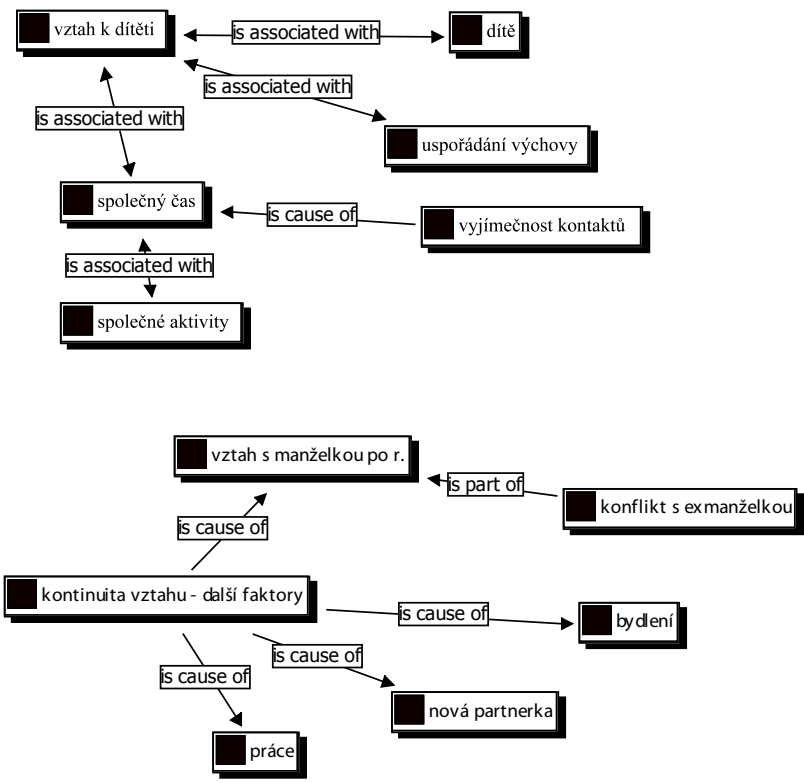 vztah k dítěti
is associated with
dítě
is associated with
is associated with
uspořádání výchovy
společný čas
is cause of
vyjímečnost kontaktů
is associated with
společné aktivity
vztah s manželkou po r.
is part of
konflikt s exmanželkou
is cause of
kontinuita vztahu - další faktory
is cause of
bydlení
is cause of
is cause of
nová partnerka
práce